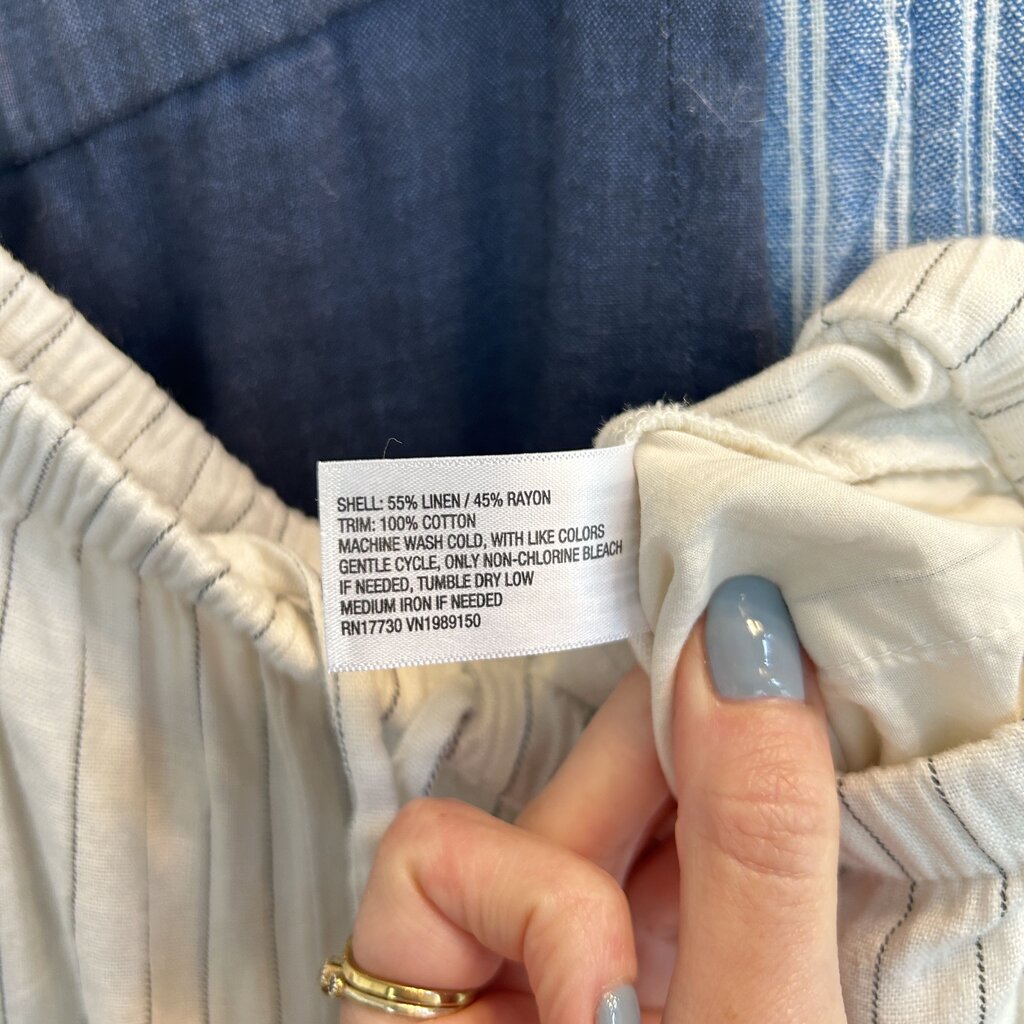 SHELL: 55% LINEN / 45% RAYON
TRIM: 100% COTTON
MACHINE WASH COLD, WITH LIKE COLORS
GENTLE CYCLE, ONLY NON-CHLORINE BLEACH
IF NEEDED, TUMBLE DRY LOW
MEDIUM IRON IF NEEDED
RN17730 VN1989150